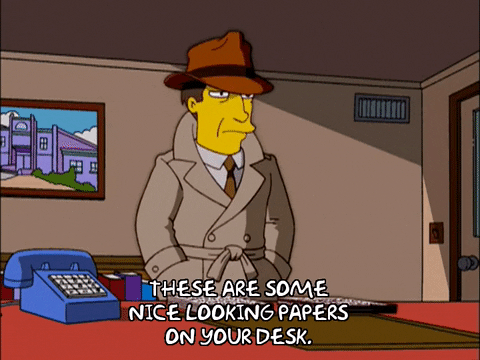 THESE ARE SOME
NICE LOOKING PAPERS
ON YOUR DESK.